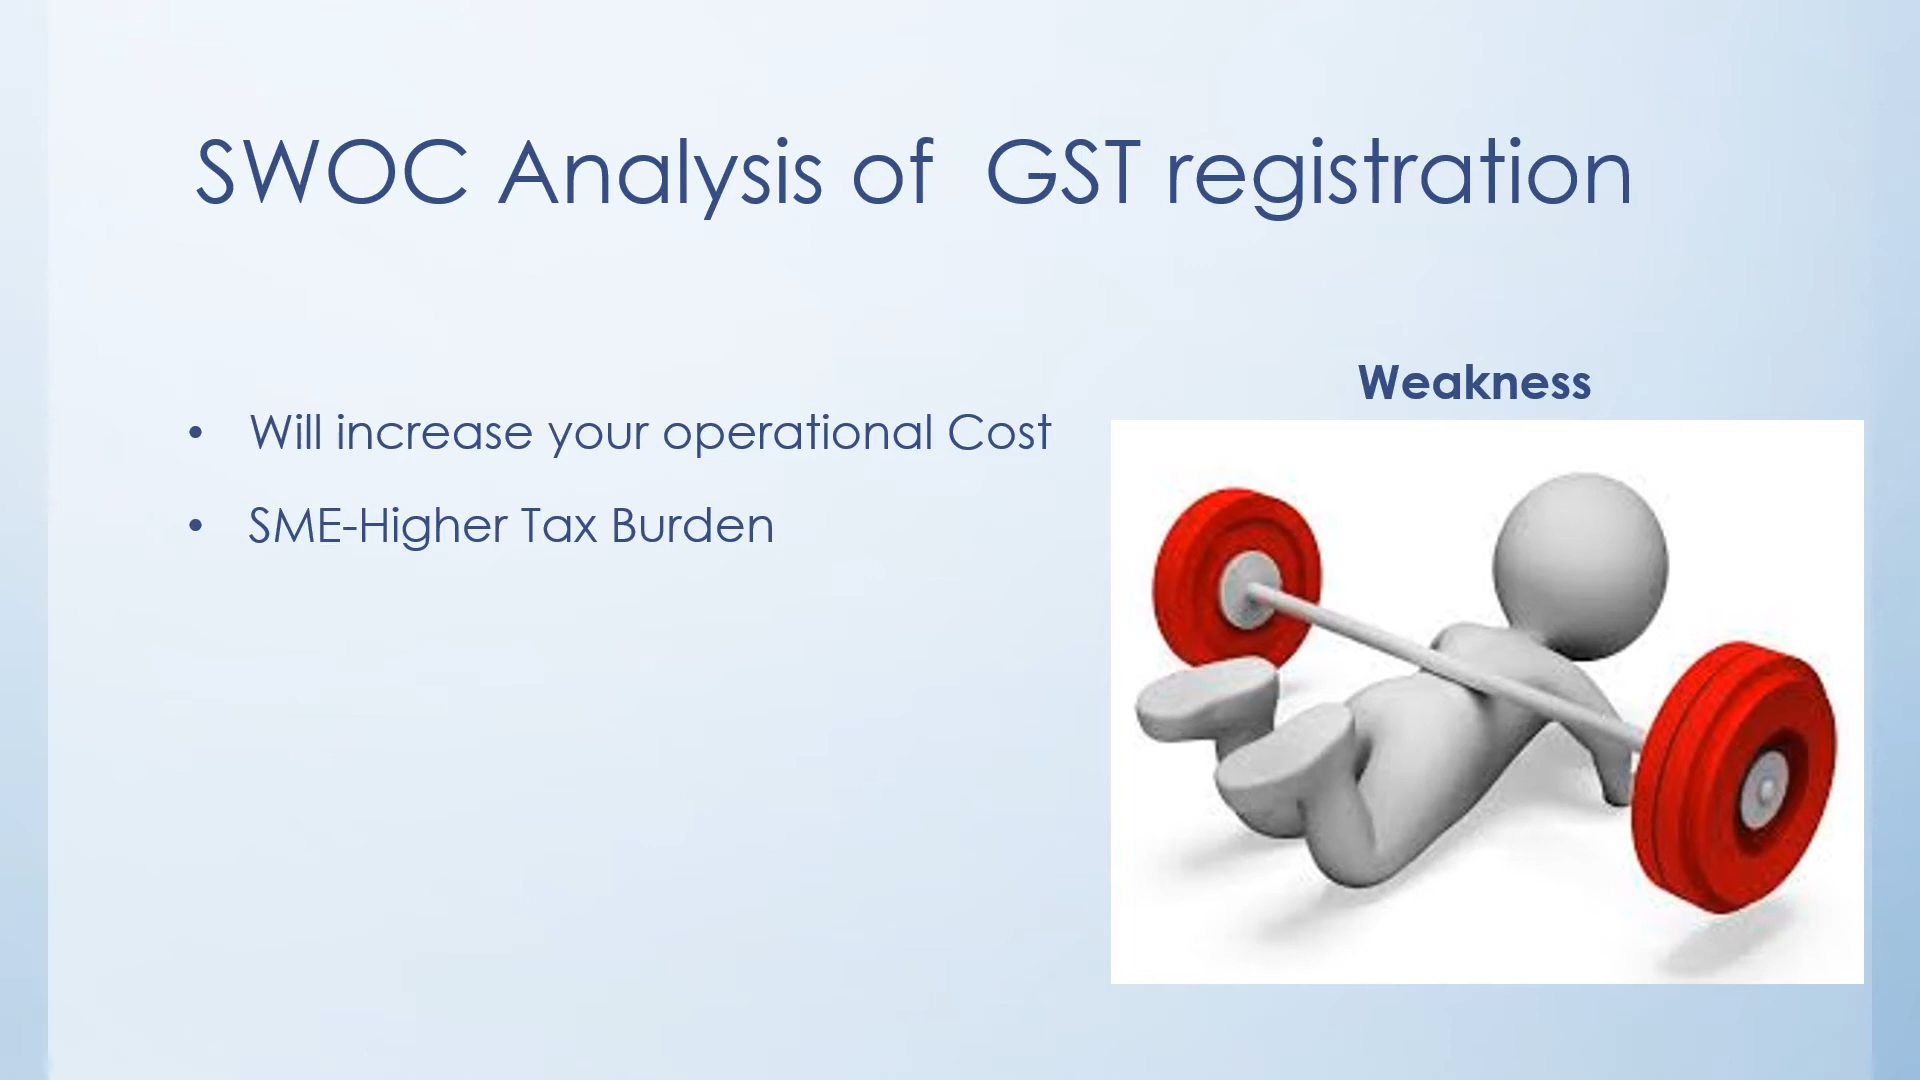 SWOC Analysis of  GST registration
Weakness
• Will increase your operational Cost
• SME-Higher Tax Burden